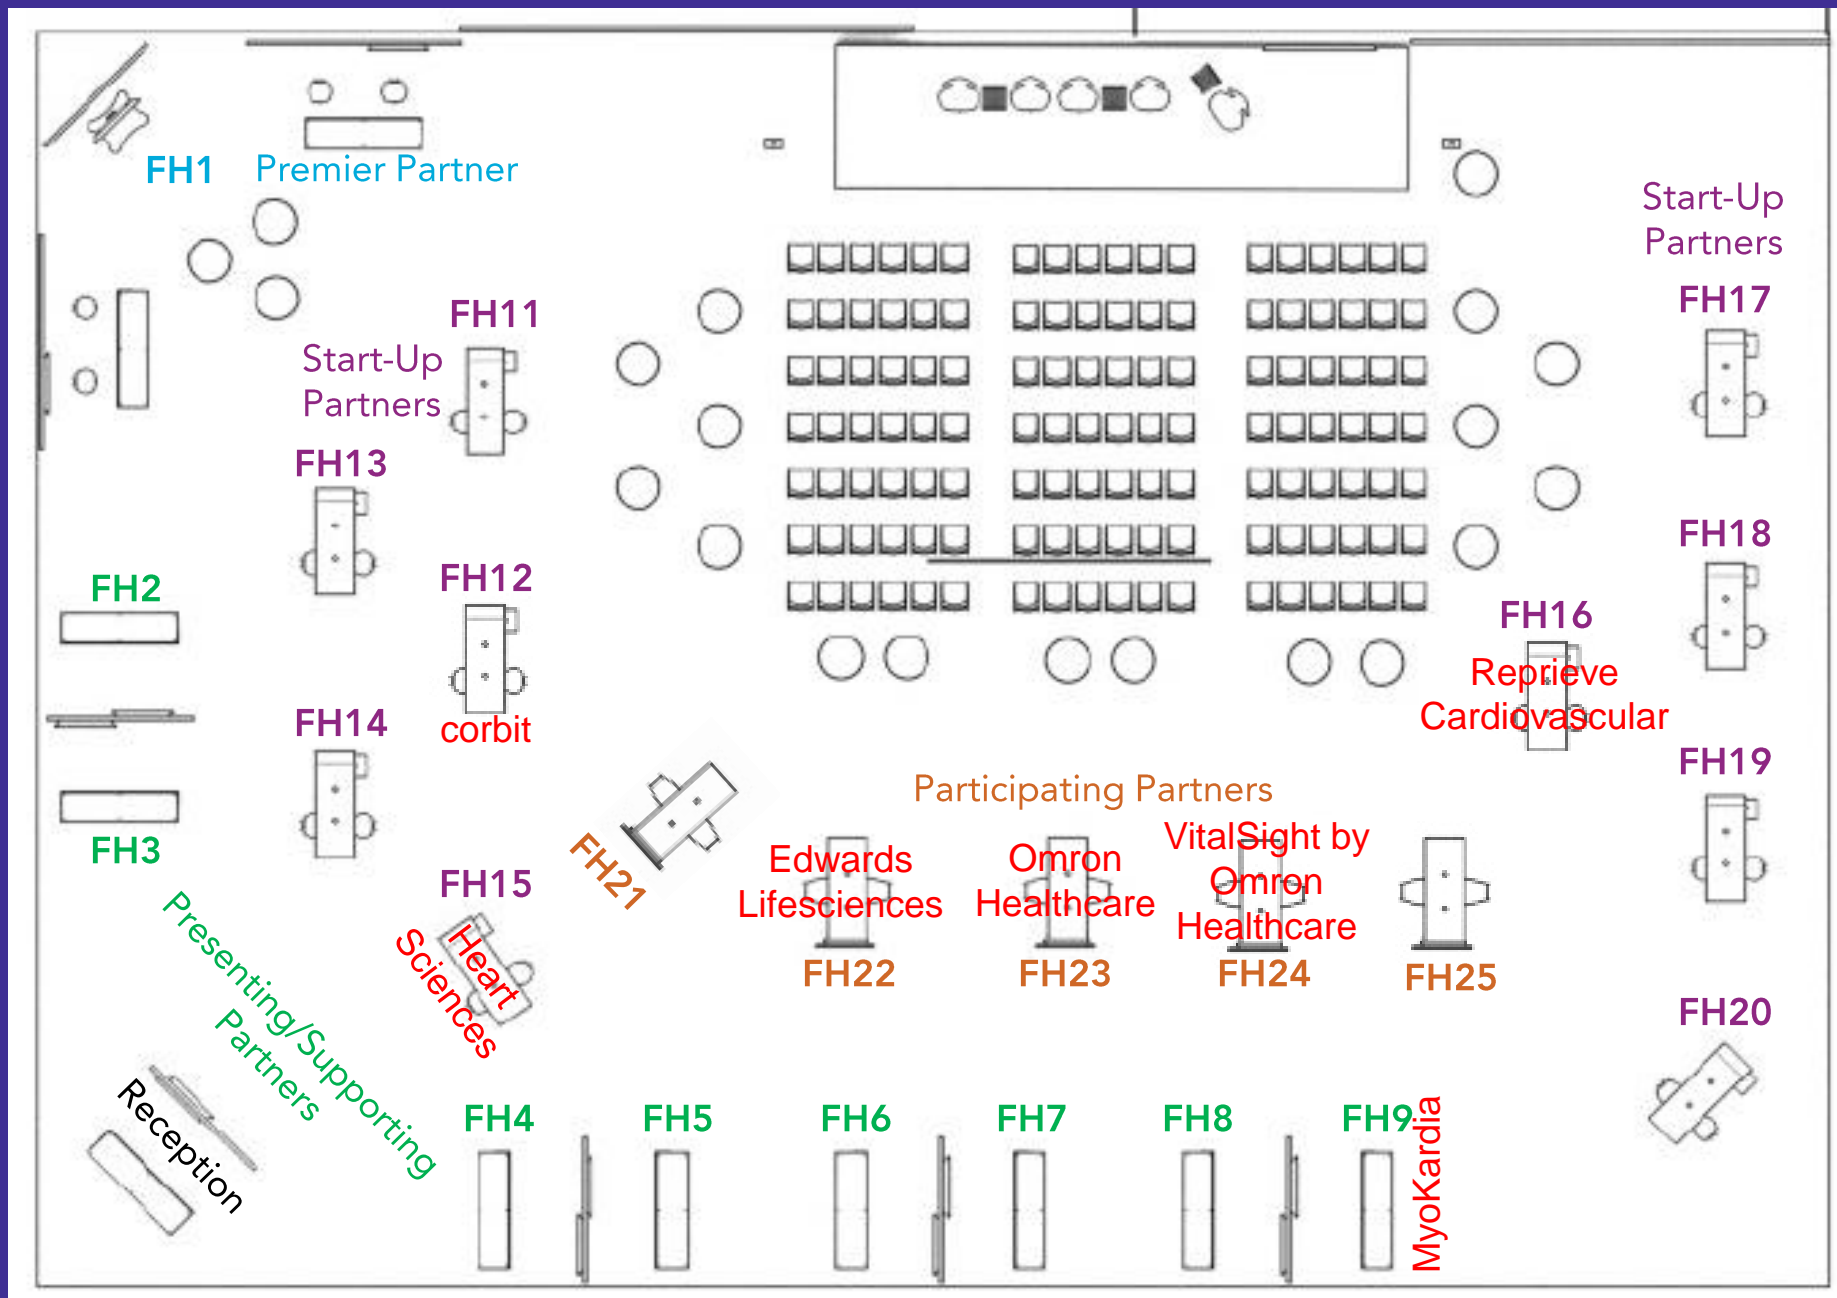 FH1
Premier Partner
Start-Up
Partners
FH17
FH11
Start-Up
Partners
FH13
FH18
FH2
FH12
corbit
FH16
Reprieve
Cardiovascular
FH14
FH19
Participating Partners
FH3
FH21
FH15
Heart
Sciences
Edwards
Lifesciences
FH22
Omron
Healthcare
FH23
VitalSight by
Omron
Healthcare
FH24
FH25
FH20
Presenting/Supporting
Partners
Reception
FH4
FH5
FH6
FH7
FH8
FH9
MyoKardia